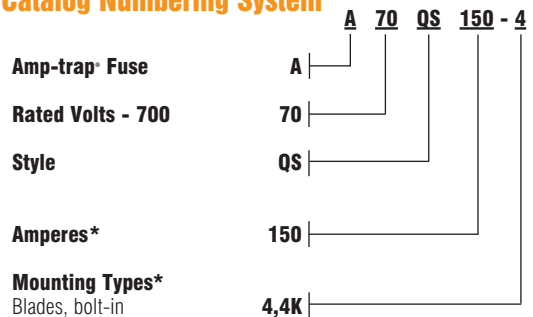 Catalog Numbering System
A 70 QS 150 - 4
Amp-trap® Fuse A
Rated Volts - 700 70
Style QS
Amperes* 150
Mounting Types*
Blades, bolt-in 4,4K